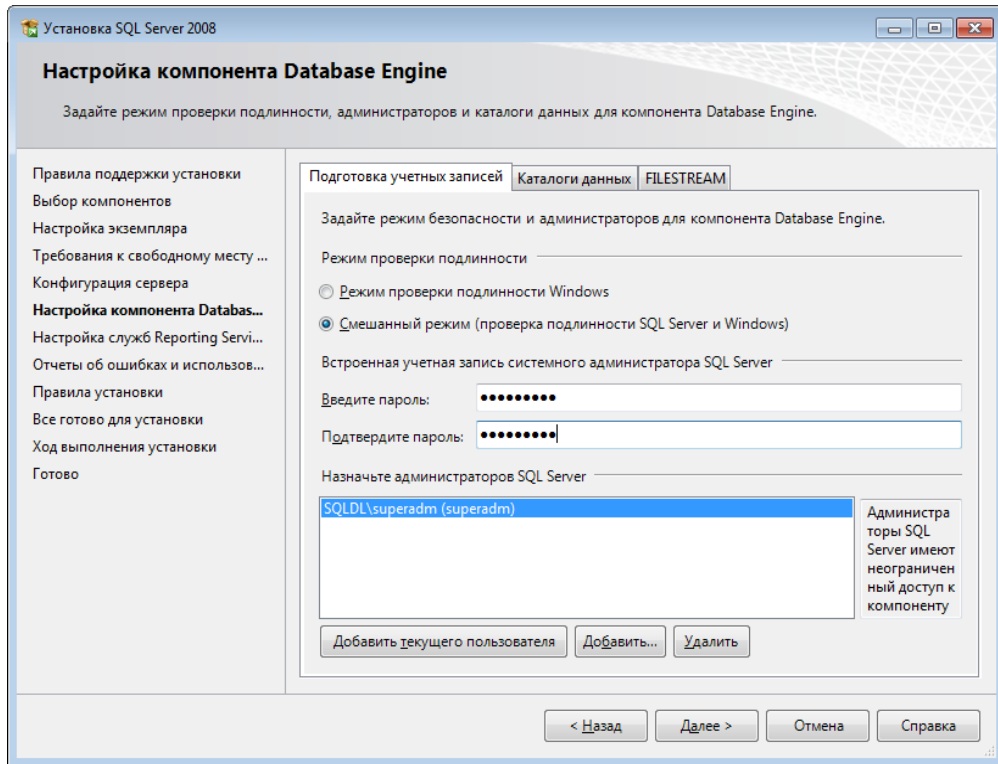 Установка SQL Server 2008
Настройка компонента Database Engine
Задайте режим проверки подлинности, администраторов и каталоги данных для компонента Database Engine.
Правила поддержки установки
Выбор компонентов
Настройка экземпляра
Требования к свободному месту ...
Конфигурация сервера
Настройка компонента Databas...
Настройка служб Reporting Servi...
Отчеты об ошибках и использов...
Правила установки
Все готово для установки
Ход выполнения установки
Готово
Подготовка учетных записей
Каталоги данных
FILESTREAM
Задайте режим безопасности и администраторов для компонента Database Engine.
Режим проверки подлинности
Режим проверки подлинности Windows
Смешанный режим (проверка подлинности SQL Server и Windows)
Встроенная учетная запись системного администратора SQL Server
Введите пароль: ●●●●●●●●●
Подтвердите пароль: ●●●●●●●●●
Назначьте администраторов SQL Server
SQLDL\superadm (superadm)
Администра
торы SQL
Server имеют
неограничен
ный доступ к
компоненту
Добавить текущего пользователя
Добавить...
Удалить
< Назад
Далее >
Отмена
Справка